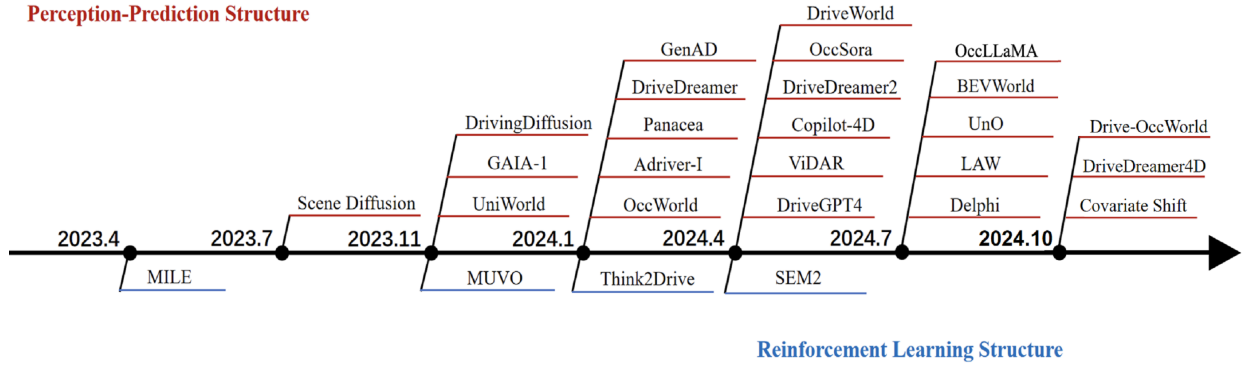 Perception-Prediction Structure
DriveWorld
GenAD
OccSora
OccLLaMA
DriveDreamer
DriveDreamer2
BEVWorld
DrivingDiffusion
Panacea
Copilot-4D
UnO
Drive-OccWorld
GAIA-1
Adriver-I
ViDAR
LAW
DriveDreamer4D
Scene Diffusion
UniWorld
OccWorld
DriveGPT4
Delphi
Covariate Shift
2023.4
2023.7
2023.11
2024.1
2024.4
2024.7
2024.10
MILE
MUVO
Think2Drive
SEM2
Reinforcement Learning Structure